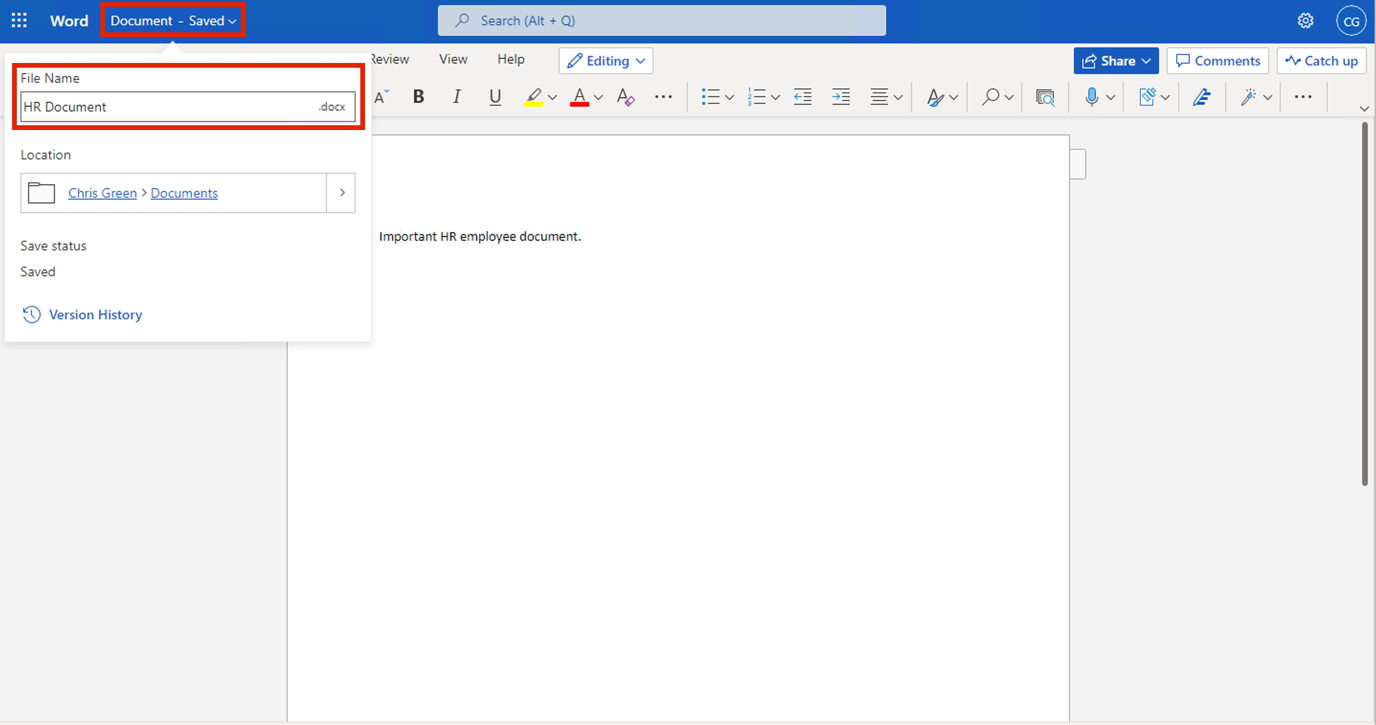 Word Document - Saved Search (Alt + Q) CG
Review View Help Editing Share Comments Catch up
File Name
HR Document .docx
A B I U A A
Location
Chris Green > Documents
Important HR employee document.
Save status
Saved
Version History